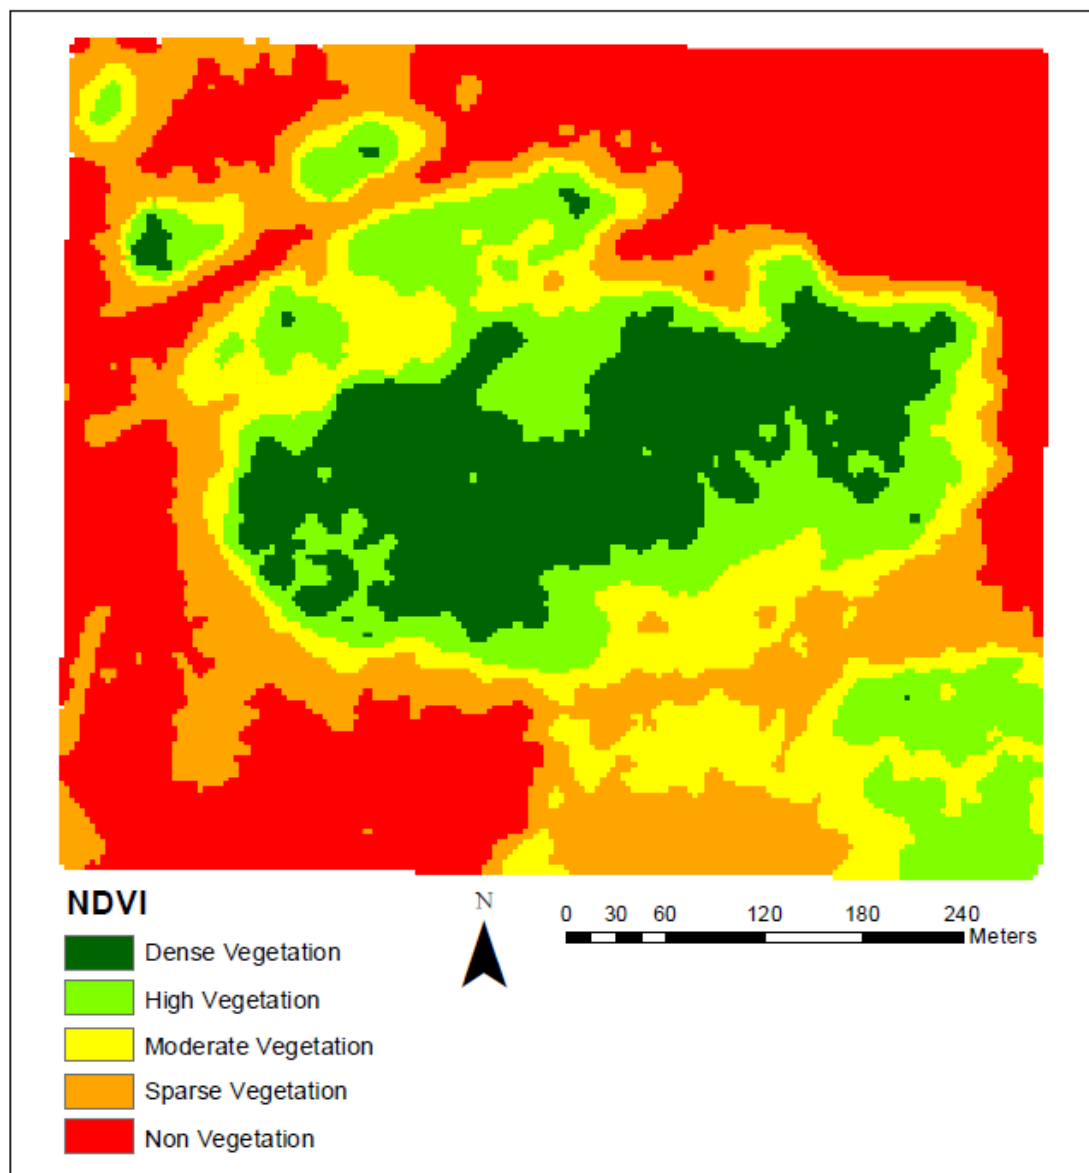 NDVI
Dense Vegetation
High Vegetation
Moderate Vegetation
Sparse Vegetation
Non Vegetation
N
0 30 60 120 180 240
Meters